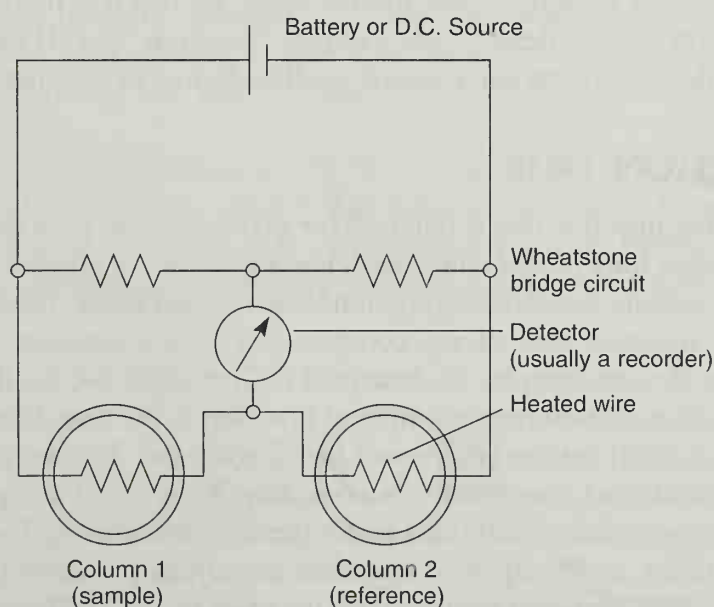 Battery or D.C. Source
Wheatstone
bridge circuit
Detector
(usually a recorder)
Heated wire
Column 1
(sample)
Column 2
(reference)